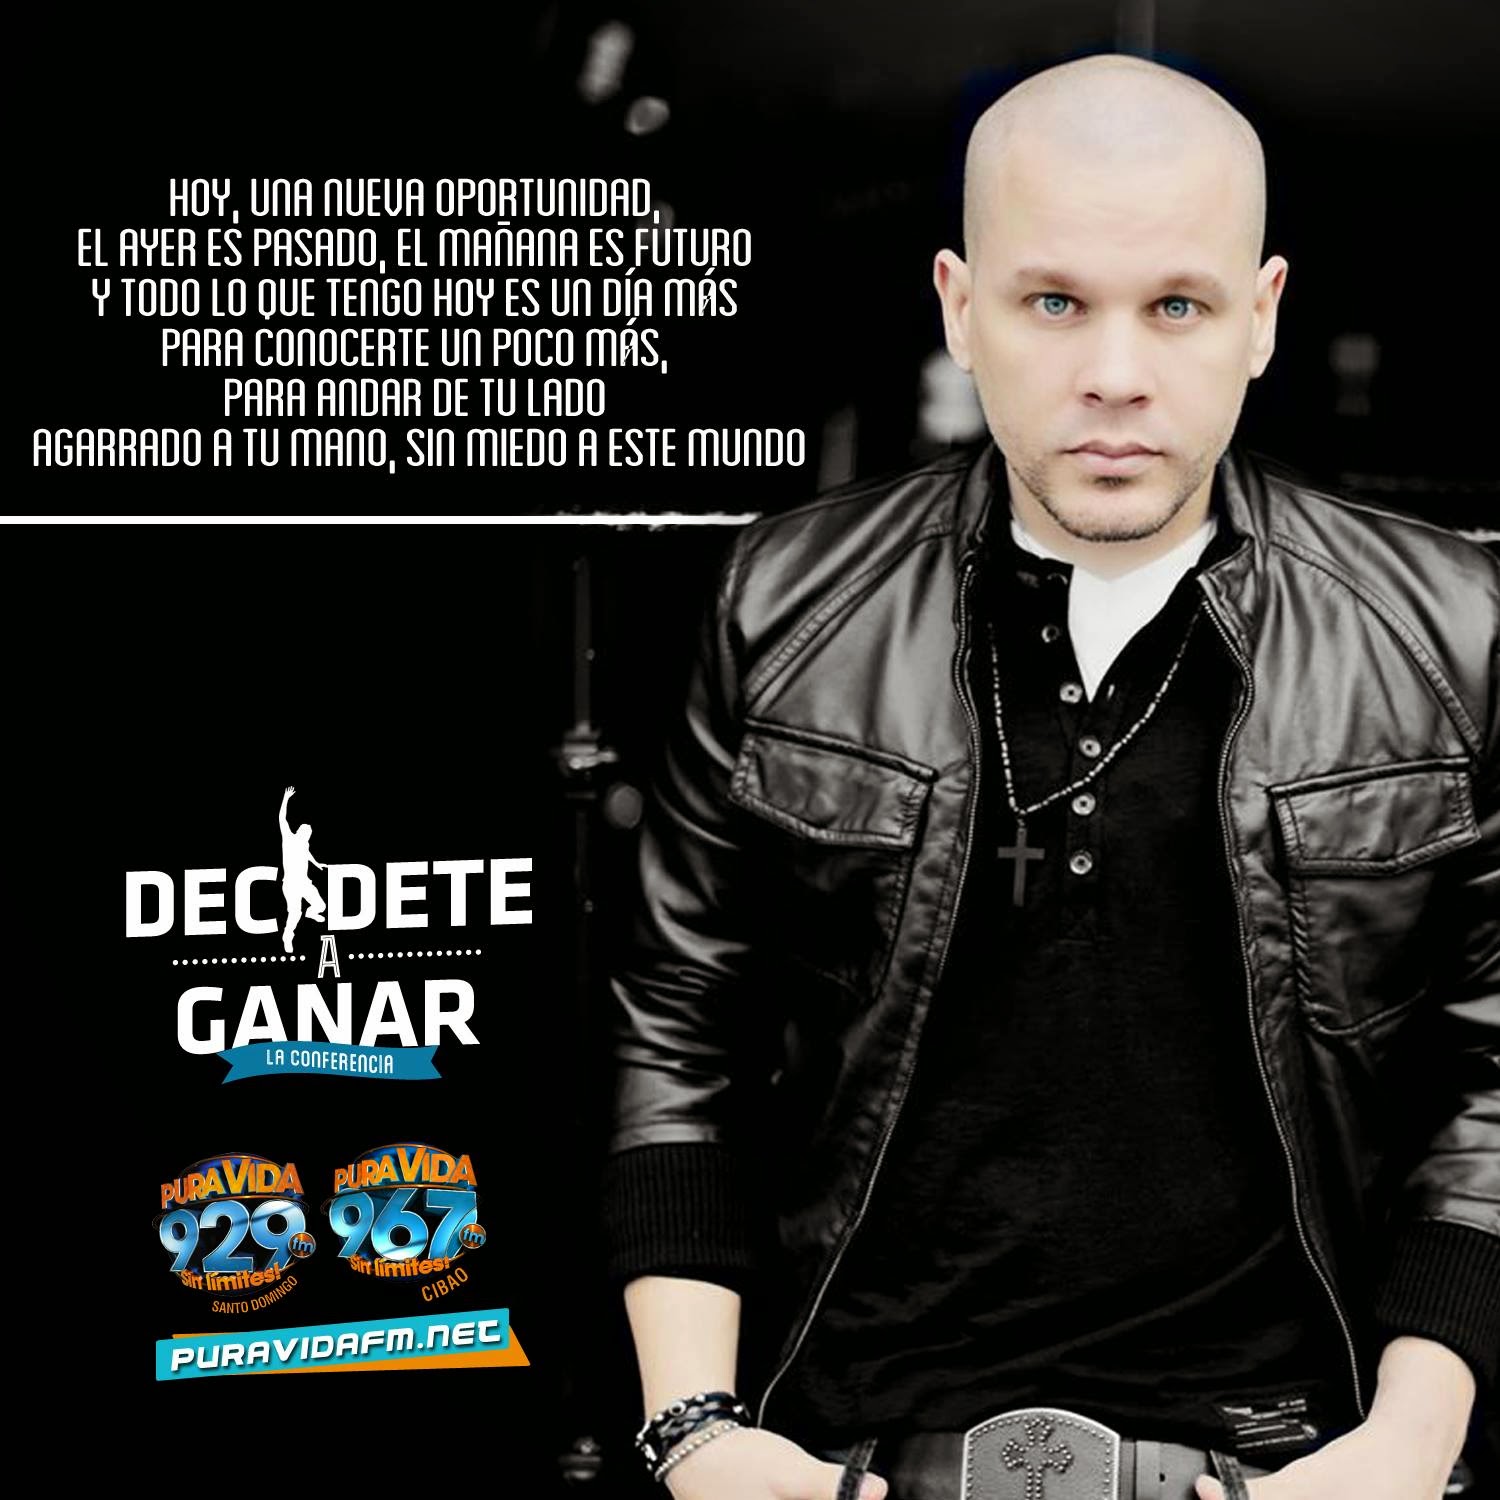 HOY, UNA NUEVA OPORTUNIDAD,
EL AYER ES PASADO, EL MAÑANA ES FUTURO
Y TODO LO QUE TENGO HOY ES UN DÍA MÁS
PARA CONOCERTE UN POCO MÁS,
PARA ANDAR DE TU LADO
AGARRADO A TU MANO, SIN MIEDO A ESTE MUNDO
DECIDETE
A
GANAR
LA CONFERENCIA
PURA VIDA
929 fm
Sin límites!
SANTO DOMINGO
PURA VIDA
967 fm
Sin límites!
CIBAO
PURAVIDAFM.NET